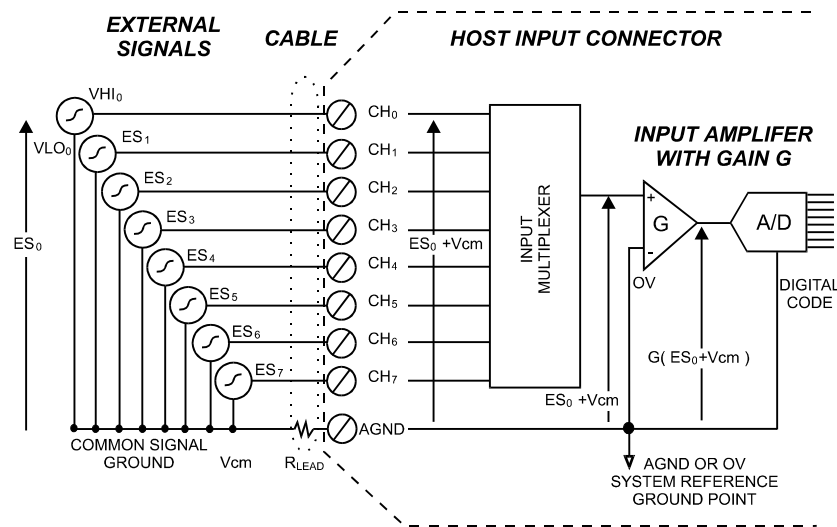 EXTERNAL
SIGNALS
CABLE
HOST INPUT CONNECTOR
VHI0
VLO0
ES1
ES2
ES3
ES4
ES5
ES6
ES7
ES0
CH0
CH1
CH2
CH3
CH4
CH5
CH6
CH7
AGND
ES0 +Vcm
INPUT
MULTIPLEXER
INPUT AMPLIFER
WITH GAIN G
+
G
-
OV
A/D
DIGITAL
CODE
G( ES0+Vcm )
ES0 +Vcm
COMMON SIGNAL
GROUND
Vcm
RLEAD
AGND OR OV
SYSTEM REFERENCE
GROUND POINT